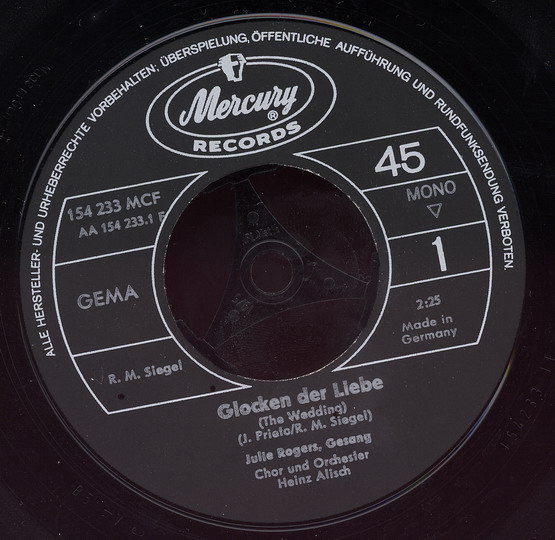 ALLE HERSTELLER- UND URHEBERRECHTE VORBEHALTEN; ÜBERSPIELUNG, ÖFFENTLICHE AUFFÜHRUNG UND RUNDFUNKSENDUNG VERBOTEN.
Mercury ®
RECORDS
154 233 MCF
AA 154 233.1 F
GEMA
R. M. Siegel
45
MONO
▽
1
2:25
Made in
Germany
Glocken der Liebe
(The Wedding)
(J. Prieto/R. M. Siegel)
Julie Rogers, Gesang
Chor und Orchester
Heinz Alisch